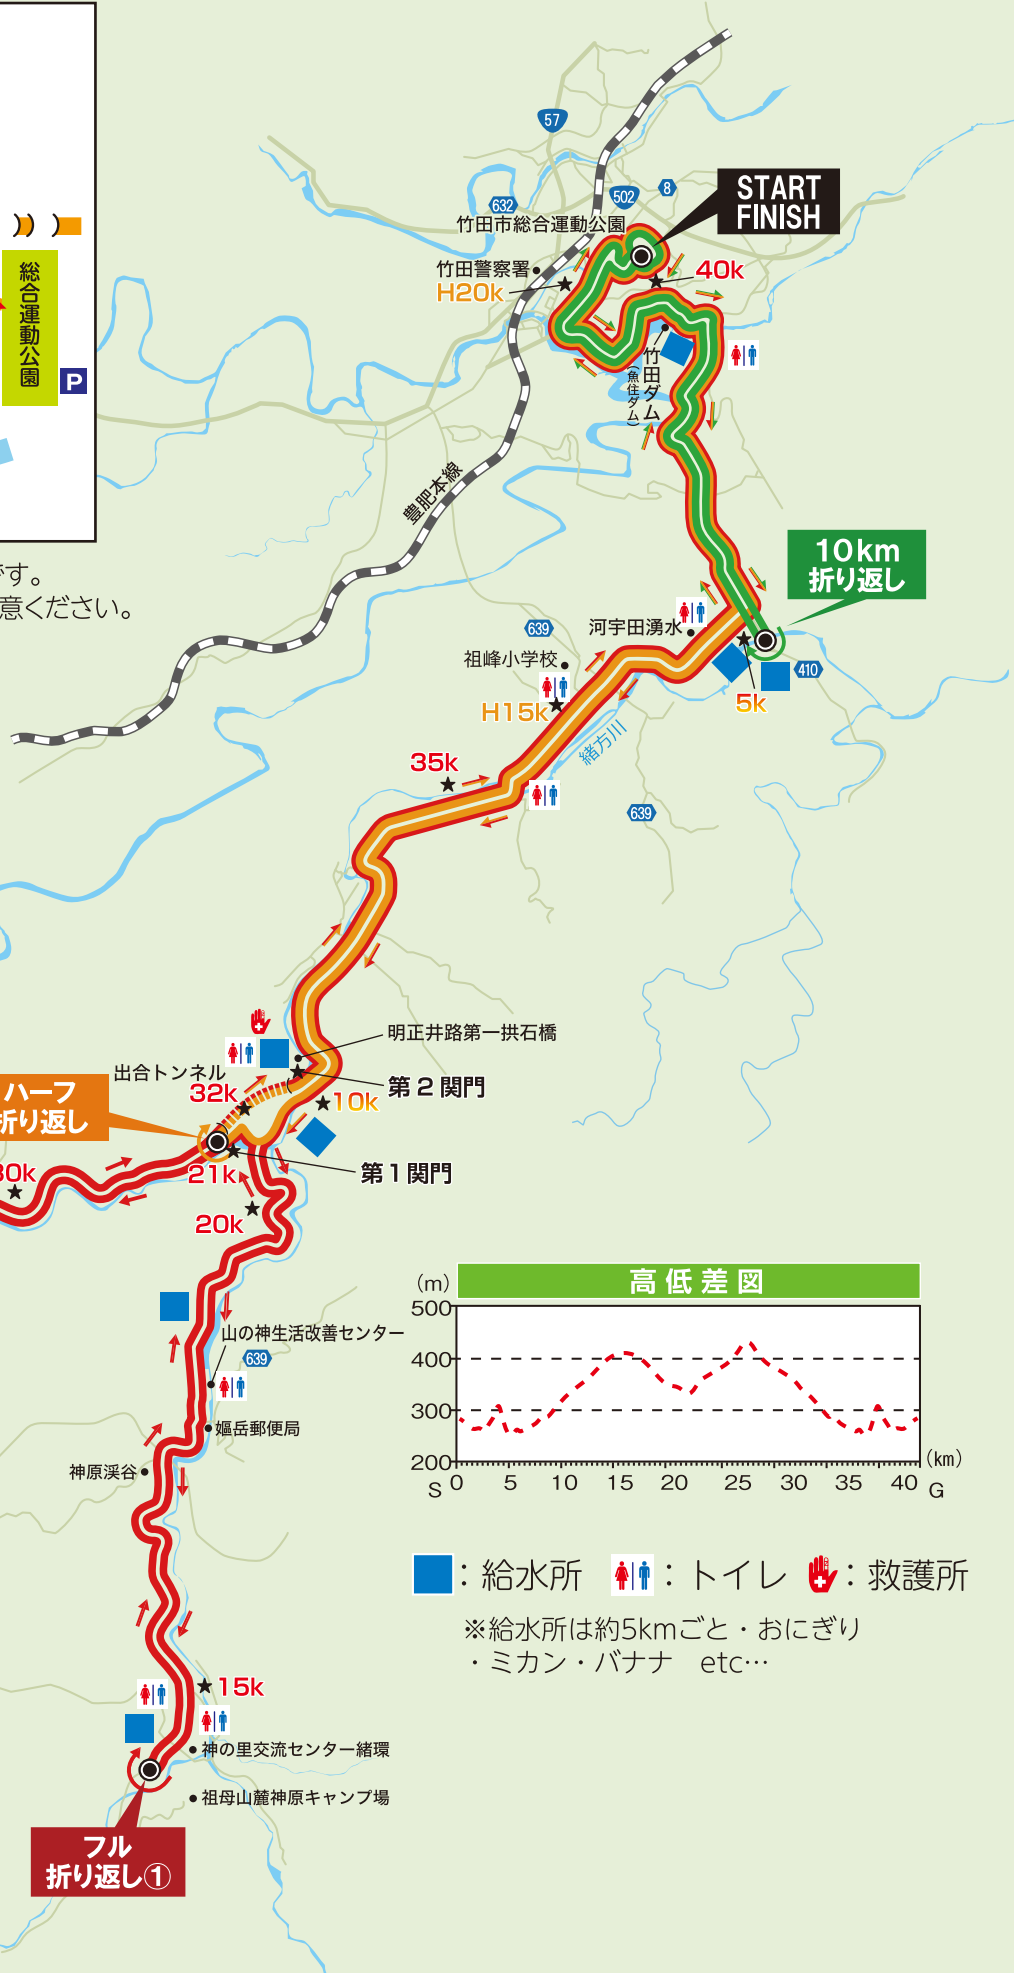 総合運動公園
P
です。
意ください。
57
502
8
632
START
FINISH
竹田市総合運動公園
竹田警察署
H20k
40k
竹田ダム
(魚住ダム)
豊肥本線
10km
折り返し
639
河宇田湧水
祖峰小学校
410
5k
H15k
緒方川
35k
639
明正井路第一拱石橋
出合トンネル
第2関門
32k
10k
ハーフ
折り返し
第1関門
30k
21k
20k
高低差図
(m)
500
400
300
200
0 5 10 15 20 25 30 35 40
(km)
S
G
山の神生活改善センター
639
嫗岳郵便局
神原渓谷
:給水所 :トイレ :救護所
※給水所は約5kmごと・おにぎり
・ミカン・バナナ etc…
15k
神の里交流センター緒環
祖母山麓神原キャンプ場
フル
折り返し①